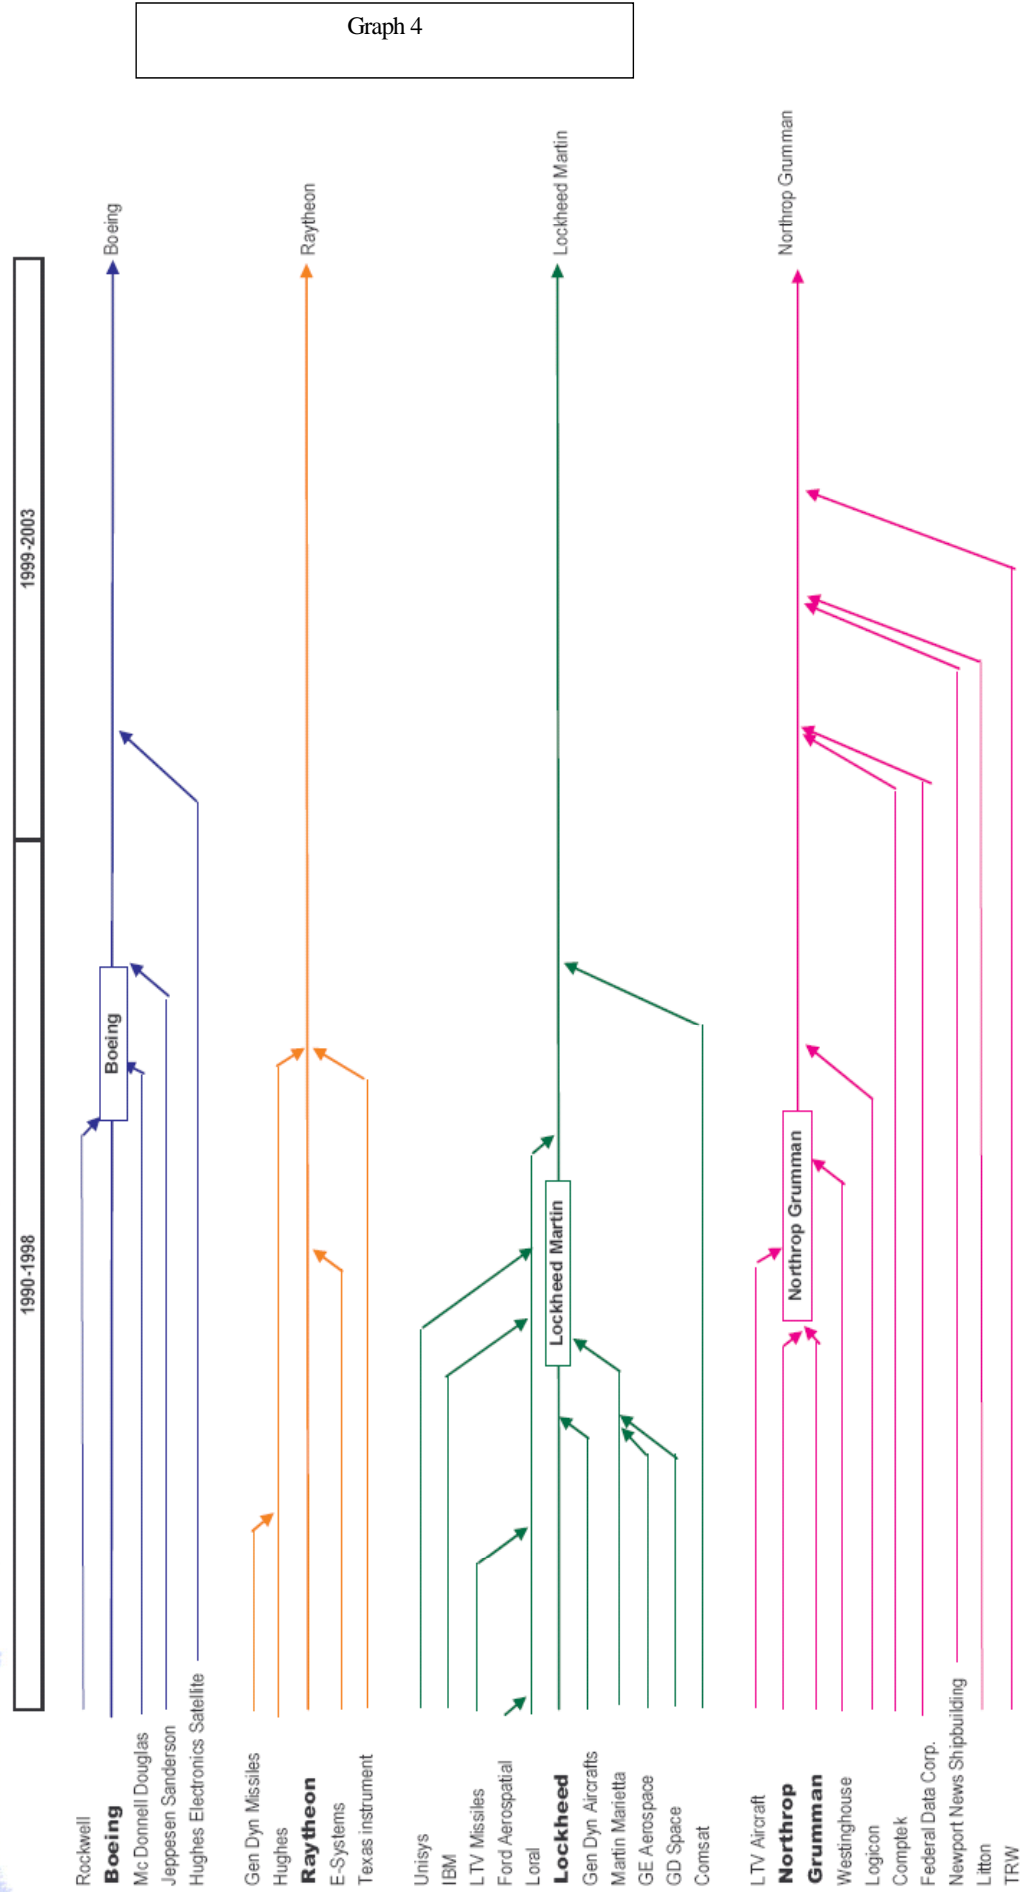 Graph 4
1990-1998
1999-2003
Rockwell
Boeing
Mc Donnell Douglas
Jeppesen Sanderson
Hughes Electronics Satellite
Boeing
Boeing
Gen Dyn Missiles
Hughes
Raytheon
E-Systems
Texas instrument
Raytheon
Unisys
IBM
LTV Missiles
Ford Aerospatial
Loral
Lockheed
Gen Dyn Aircrafts
Martin Marietta
GE Aerospace
GD Space
Comsat
Lockheed Martin
Lockheed Martin
LTV Aircraft
Northrop
Grumman
Westinghouse
Logicon
Comptek
Federal Data Corp.
Newport News Shipbuilding
Litton
TRW
Northrop Grumman
Northrop Grumman